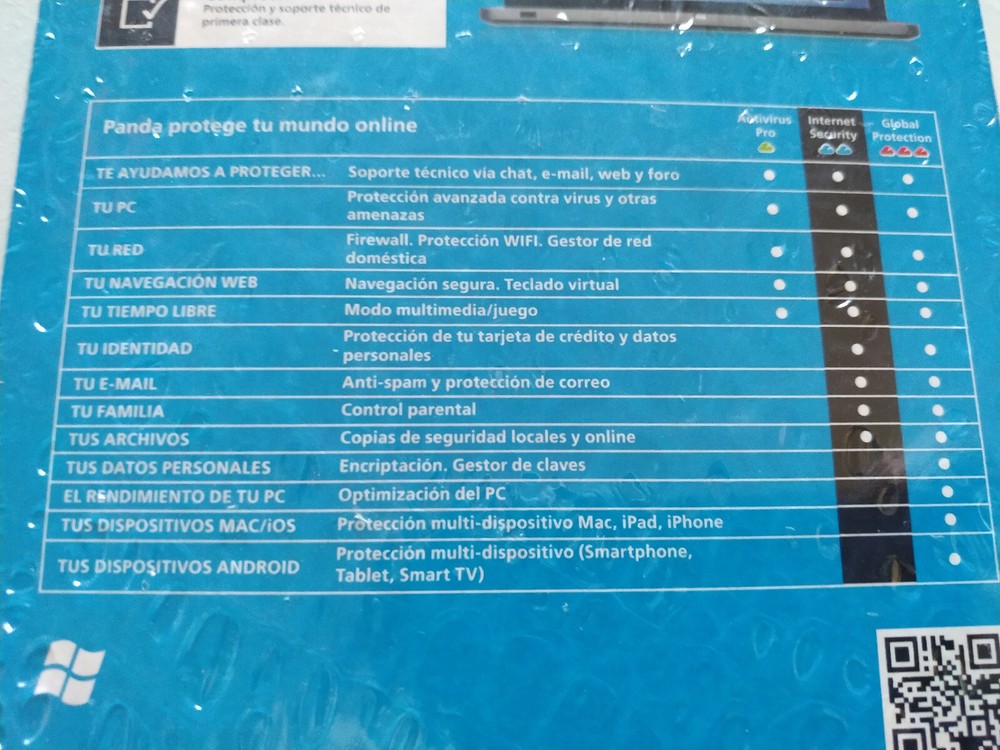 Protección y soporte técnico de
primera clase.
Panda protege tu mundo online
Antivirus
Pro
Internet
Security
Global
Protection
TE AYUDAMOS A PROTEGER... Soporte técnico vía chat, e-mail, web y foro
TU PC Protección avanzada contra virus y otras
amenazas
TU RED Firewall. Protección WIFI. Gestor de red
doméstica
TU NAVEGACIÓN WEB Navegación segura. Teclado virtual
TU TIEMPO LIBRE Modo multimedia/juego
TU IDENTIDAD Protección de tu tarjeta de crédito y datos
personales
TU E-MAIL Anti-spam y protección de correo
TU FAMILIA Control parental
TUS ARCHIVOS Copias de seguridad locales y online
TUS DATOS PERSONALES Encriptación. Gestor de claves
EL RENDIMIENTO DE TU PC Optimización del PC
TUS DISPOSITIVOS MAC/iOS Protección multi-dispositivo Mac, iPad, iPhone
TUS DISPOSITIVOS ANDROID Protección multi-dispositivo (Smartphone,
Tablet, Smart TV)